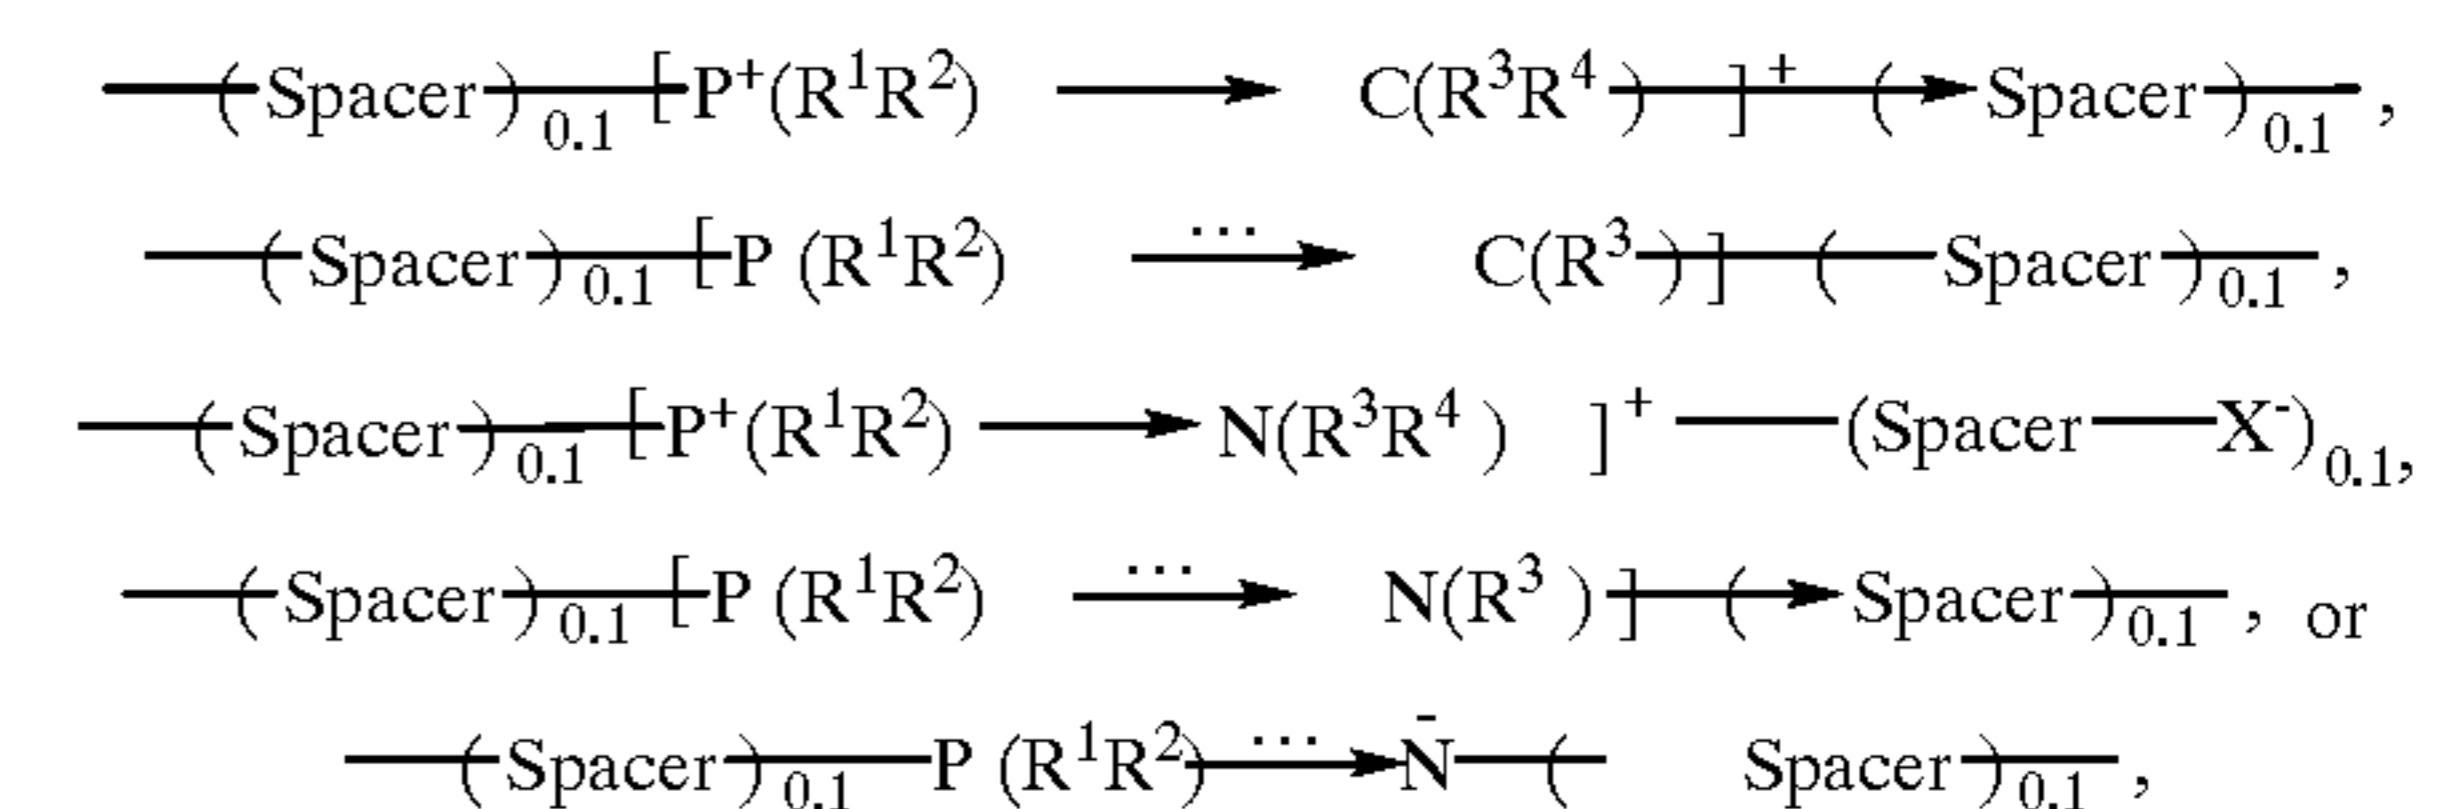 —(Spacer—)0.1—[P⁺(R¹R²) ⟶ C(R³R⁴—)—]⁺—(→Spacer—)0.1—,
—(Spacer—)0.1—[P (R¹R²) ⋯⟶ C(R³—)]—(—Spacer—)0.1—,
—(Spacer—)0.1—[P⁺(R¹R²) ⟶ N(R³R⁴ ) ]⁺ —(Spacer—X⁻)0.1,
—(Spacer—)0.1—[P (R¹R²) ⋯⟶ N(R³ )—]—(→Spacer—)0.1—, or
—(Spacer—)0.1—P (R¹R²)⋯⟶N̄—(— Spacer—)0.1—,